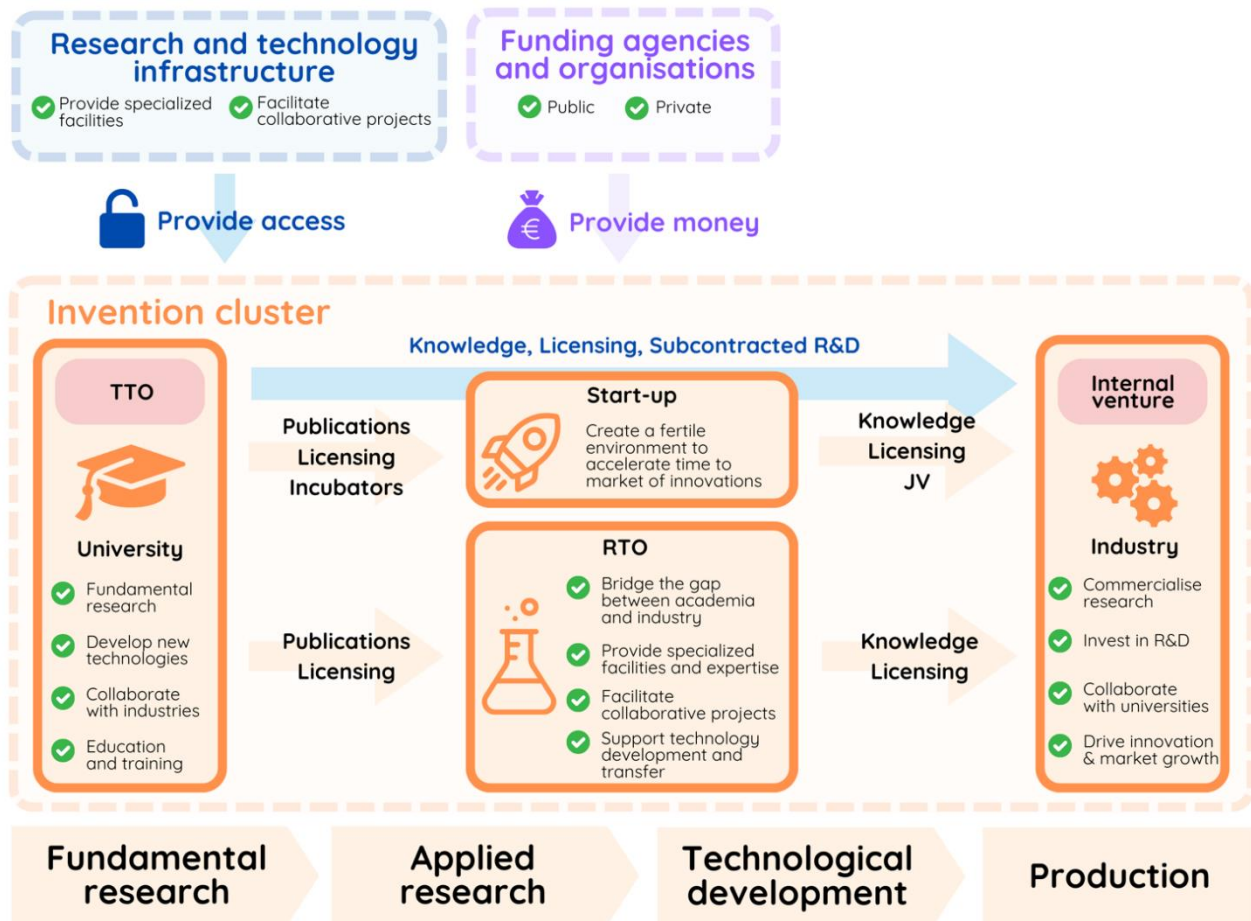 Research and technology
infrastructure
Provide specialized
facilities
Facilitate
collaborative projects
Funding agencies
and organisations
Public
Private
Provide access
€
Provide money
Invention cluster
Knowledge, Licensing, Subcontracted R&D
TTO
University
Fundamental
research
Develop new
technologies
Collaborate
with industries
Education
and training
Publications
Licensing
Incubators
Publications
Licensing
Start-up
Create a fertile
environment to
accelerate time to
market of innovations
RTO
Bridge the gap
between academia
and industry
Provide specialized
facilities and expertise
Facilitate
collaborative projects
Support technology
development and
transfer
Knowledge
Licensing
JV
Knowledge
Licensing
Internal
venture
Industry
Commercialise
research
Invest in R&D
Collaborate
with universities
Drive innovation
& market growth
Fundamental
research
Applied
research
Technological
development
Production